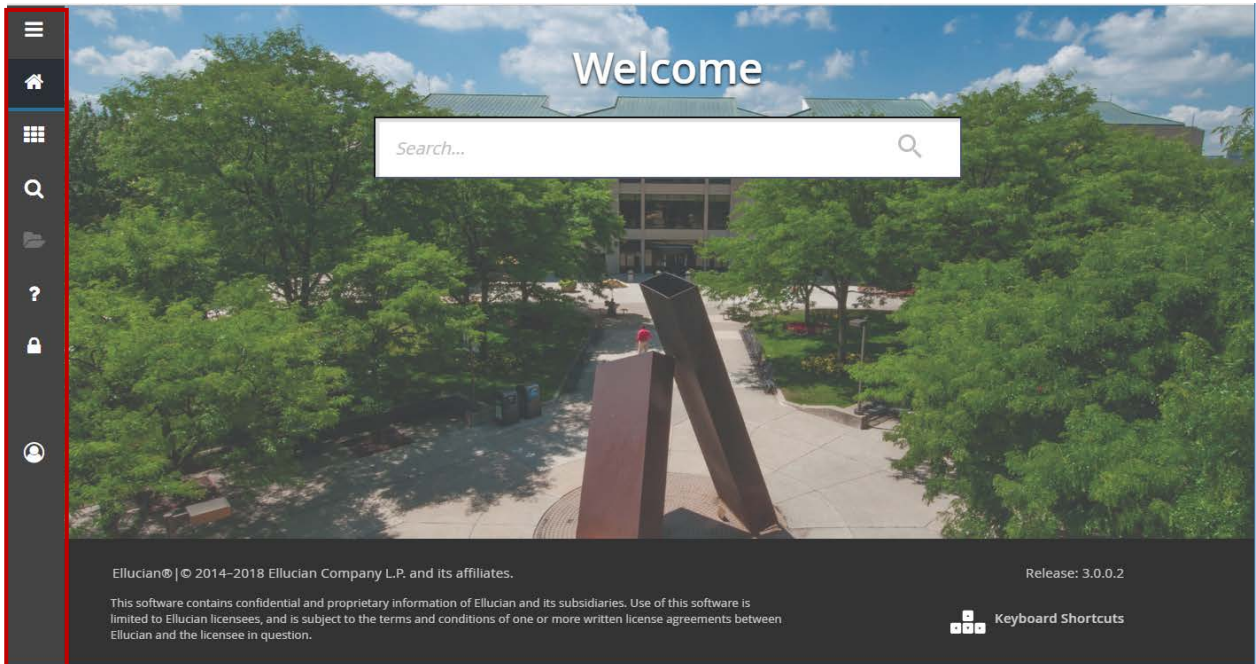 Welcome
Search...
?
Ellucian®|© 2014–2018 Ellucian Company L.P. and its affiliates.
Release: 3.0.0.2
This software contains confidential and proprietary information of Ellucian and its subsidiaries. Use of this software is
limited to Ellucian licensees, and is subject to the terms and conditions of one or more written license agreements between
Ellucian and the licensee in question.
Keyboard Shortcuts